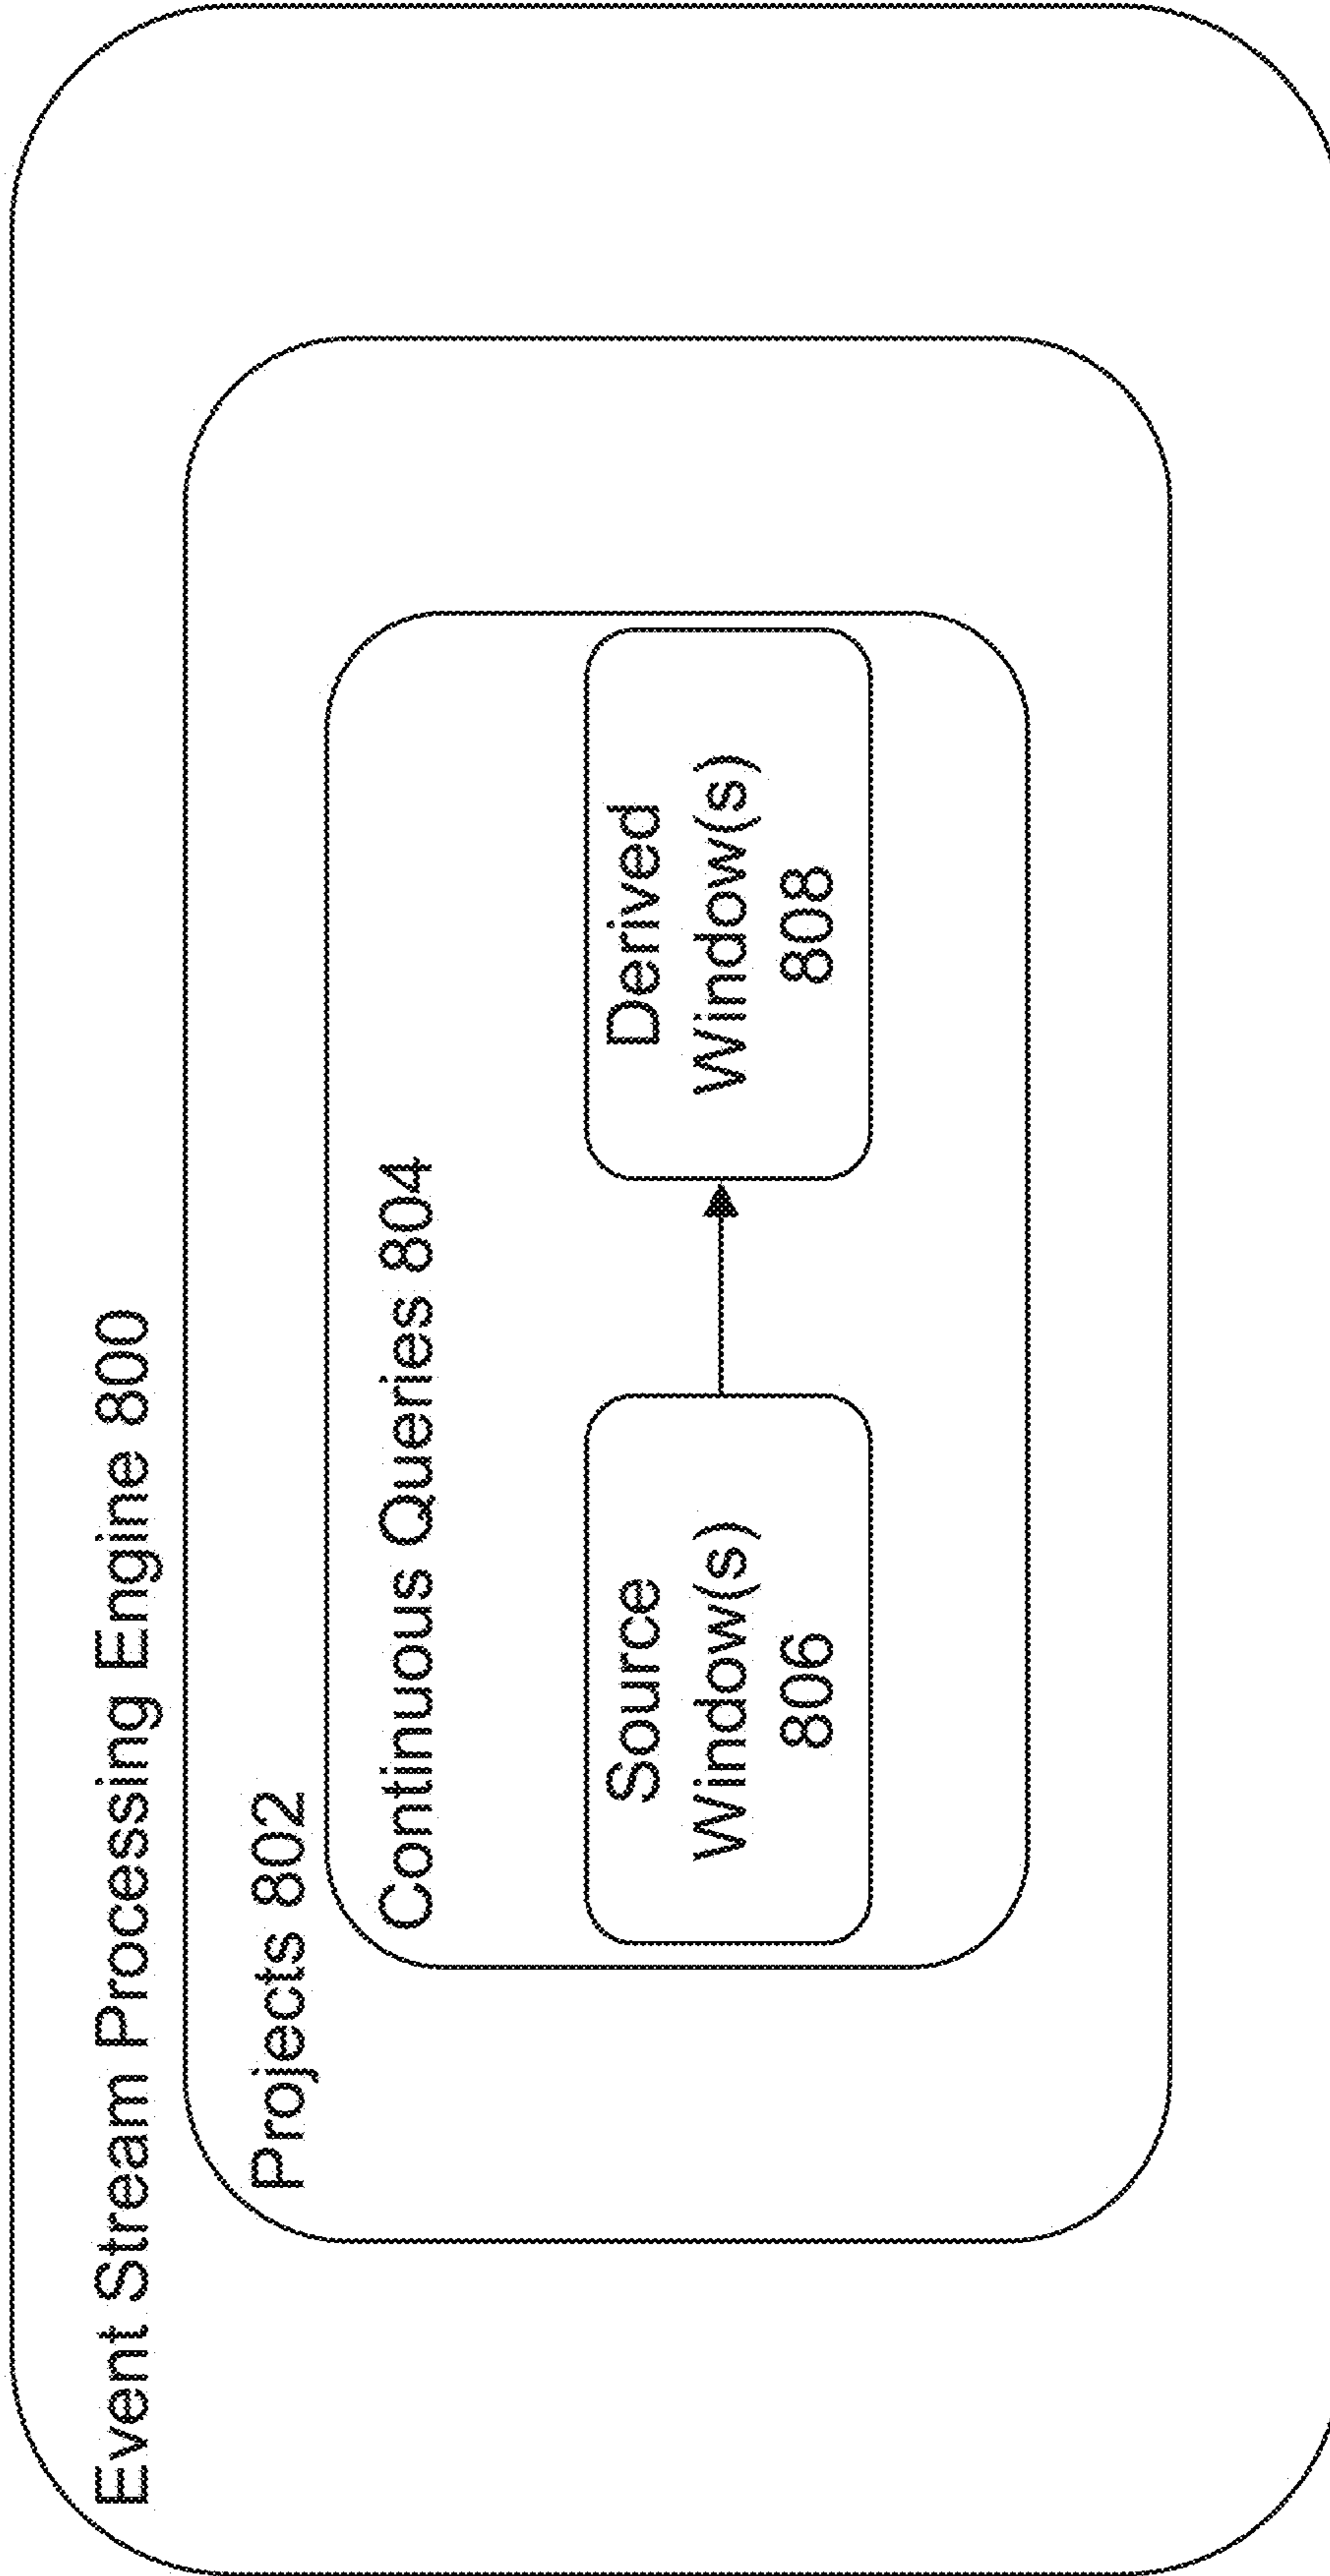 Event Stream Processing Engine 800
Projects 802
Continuous Queries 804
Source
Window(s)
806
Derived
Window(s)
808